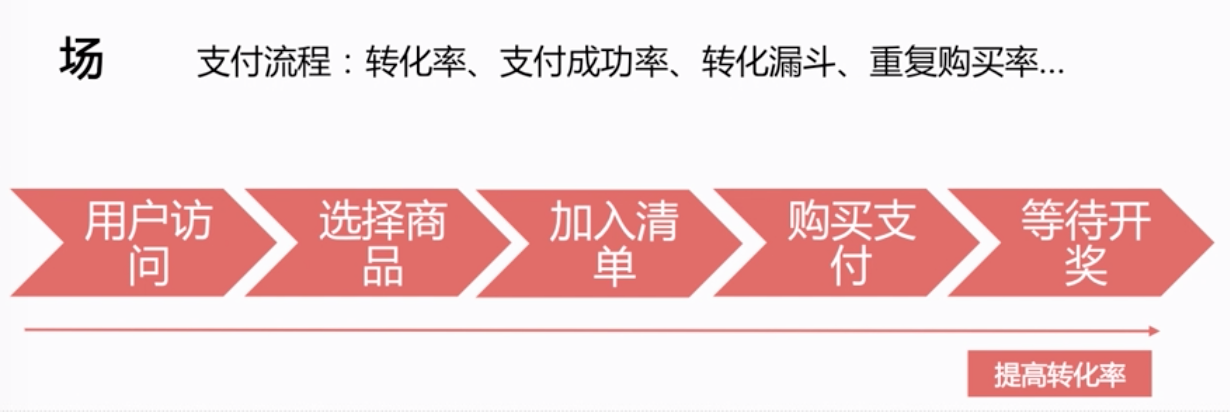 场
支付流程：转化率、支付成功率、转化漏斗、重复购买率...
用户访
问
选择商
品
加入清
单
购买支
付
等待开
奖
提高转化率